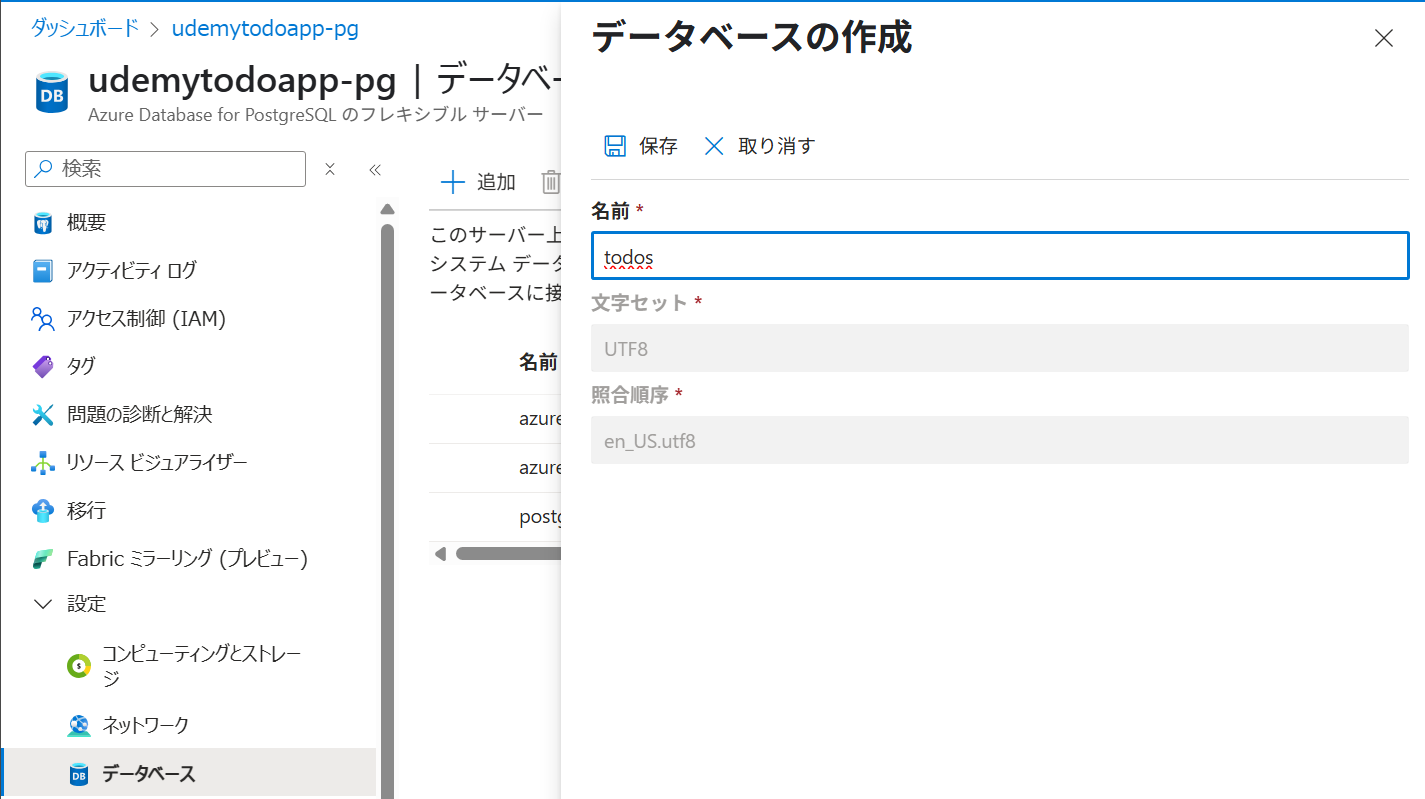 ダッシュボード > udemytodoapp-pg
udemytodoapp-pg | データベー
Azure Database for PostgreSQL のフレキシブル サーバー
検索
概要
アクティビティ ログ
アクセス制御 (IAM)
タグ
問題の診断と解決
リソース ビジュアライザー
移行
Fabric ミラーリング (プレビュー)
設定
コンピューティングとストレー
ジ
ネットワーク
DB データベース
DB
追加
このサーバー上
システム データ
ータベースに接
名前
azure
azure
postg
データベースの作成
保存
取り消す
名前 *
todos
文字セット *
UTF8
照合順序 *
en_US.utf8